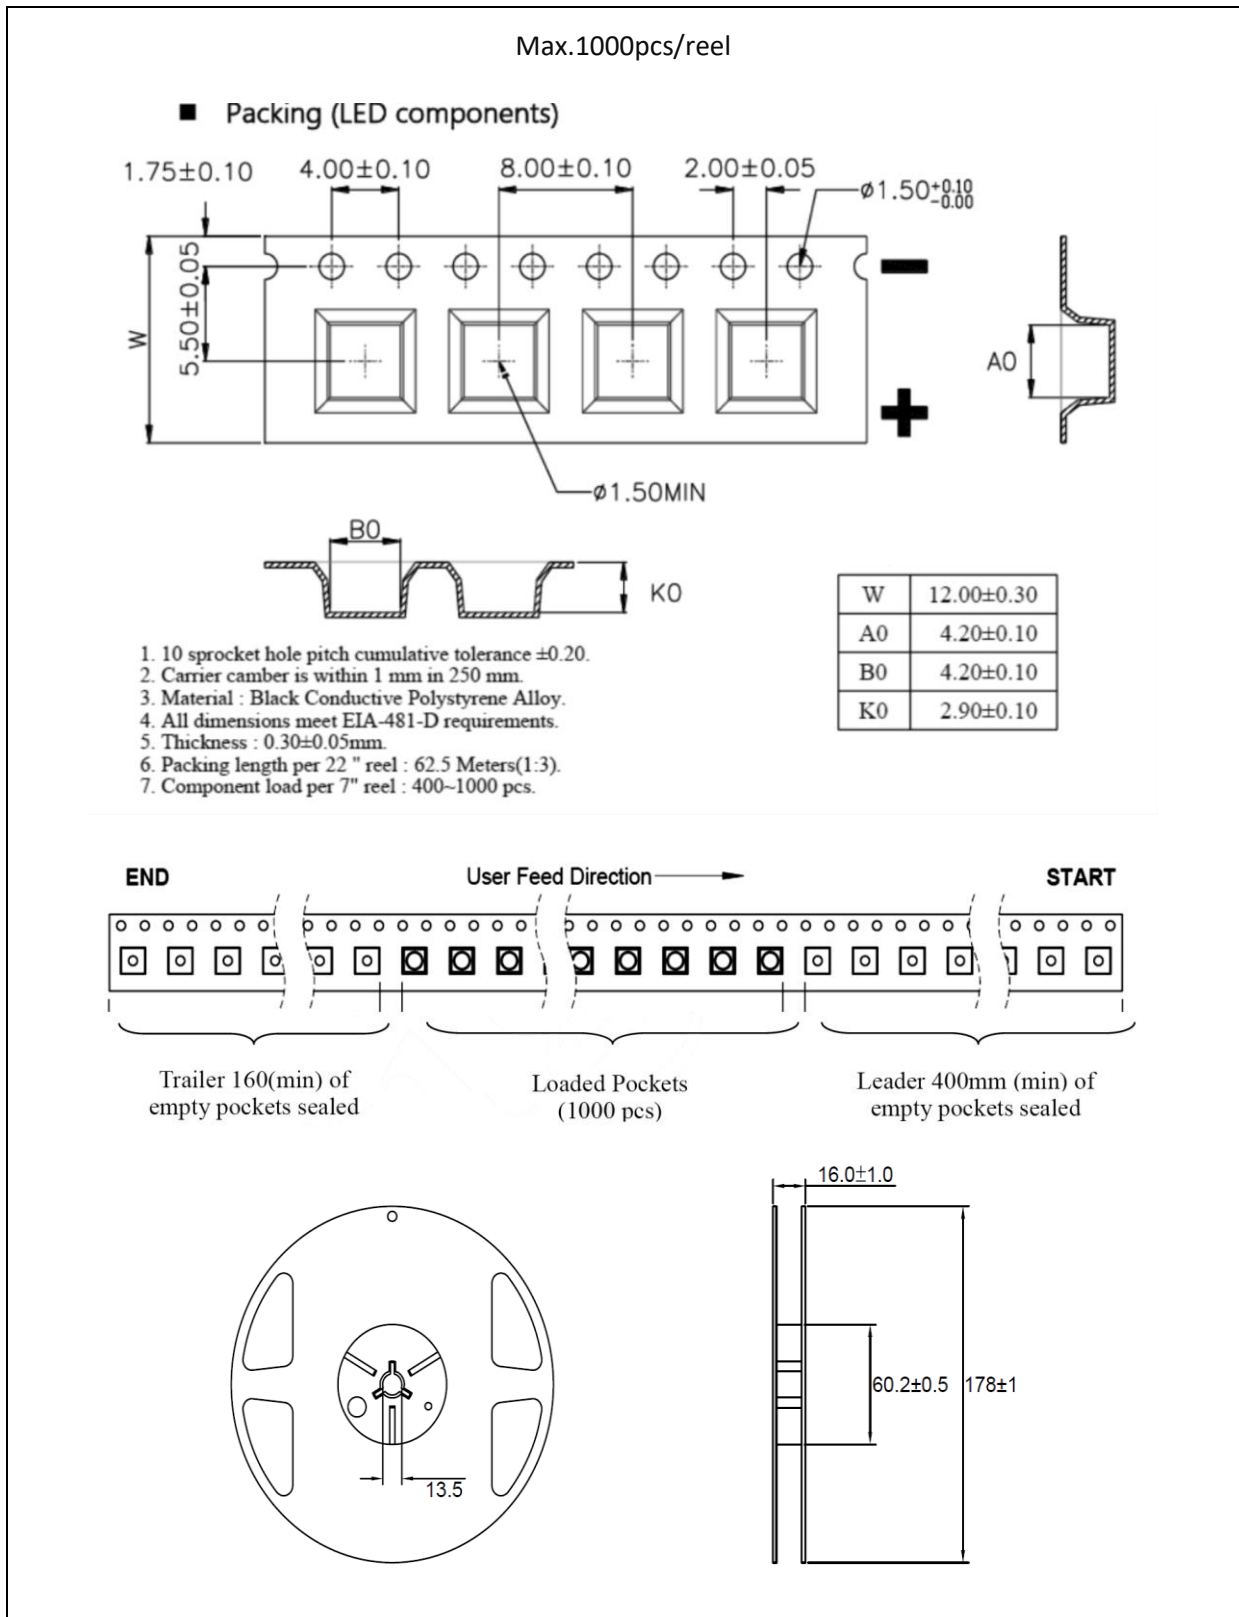 Max.1000pcs/reel
■ Packing (LED components)
1.75±0.10
4.00±0.10
8.00±0.10
2.00±0.05
ø1.50+0.10
-0.00
W
5.50±0.05
A0
ø1.50MIN
B0
K0
W 12.00±0.30
A0 4.20±0.10
B0 4.20±0.10
K0 2.90±0.10
1. 10 sprocket hole pitch cumulative tolerance ±0.20.
2. Carrier camber is within 1 mm in 250 mm.
3. Material : Black Conductive Polystyrene Alloy.
4. All dimensions meet EIA-481-D requirements.
5. Thickness : 0.30±0.05mm.
6. Packing length per 22 " reel : 62.5 Meters(1:3).
7. Component load per 7" reel : 400~1000 pcs.
END
User Feed Direction
START
Trailer 160(min) of
empty pockets sealed
Loaded Pockets
(1000 pcs)
Leader 400mm (min) of
empty pockets sealed
16.0±1.0
60.2±0.5
178±1
13.5